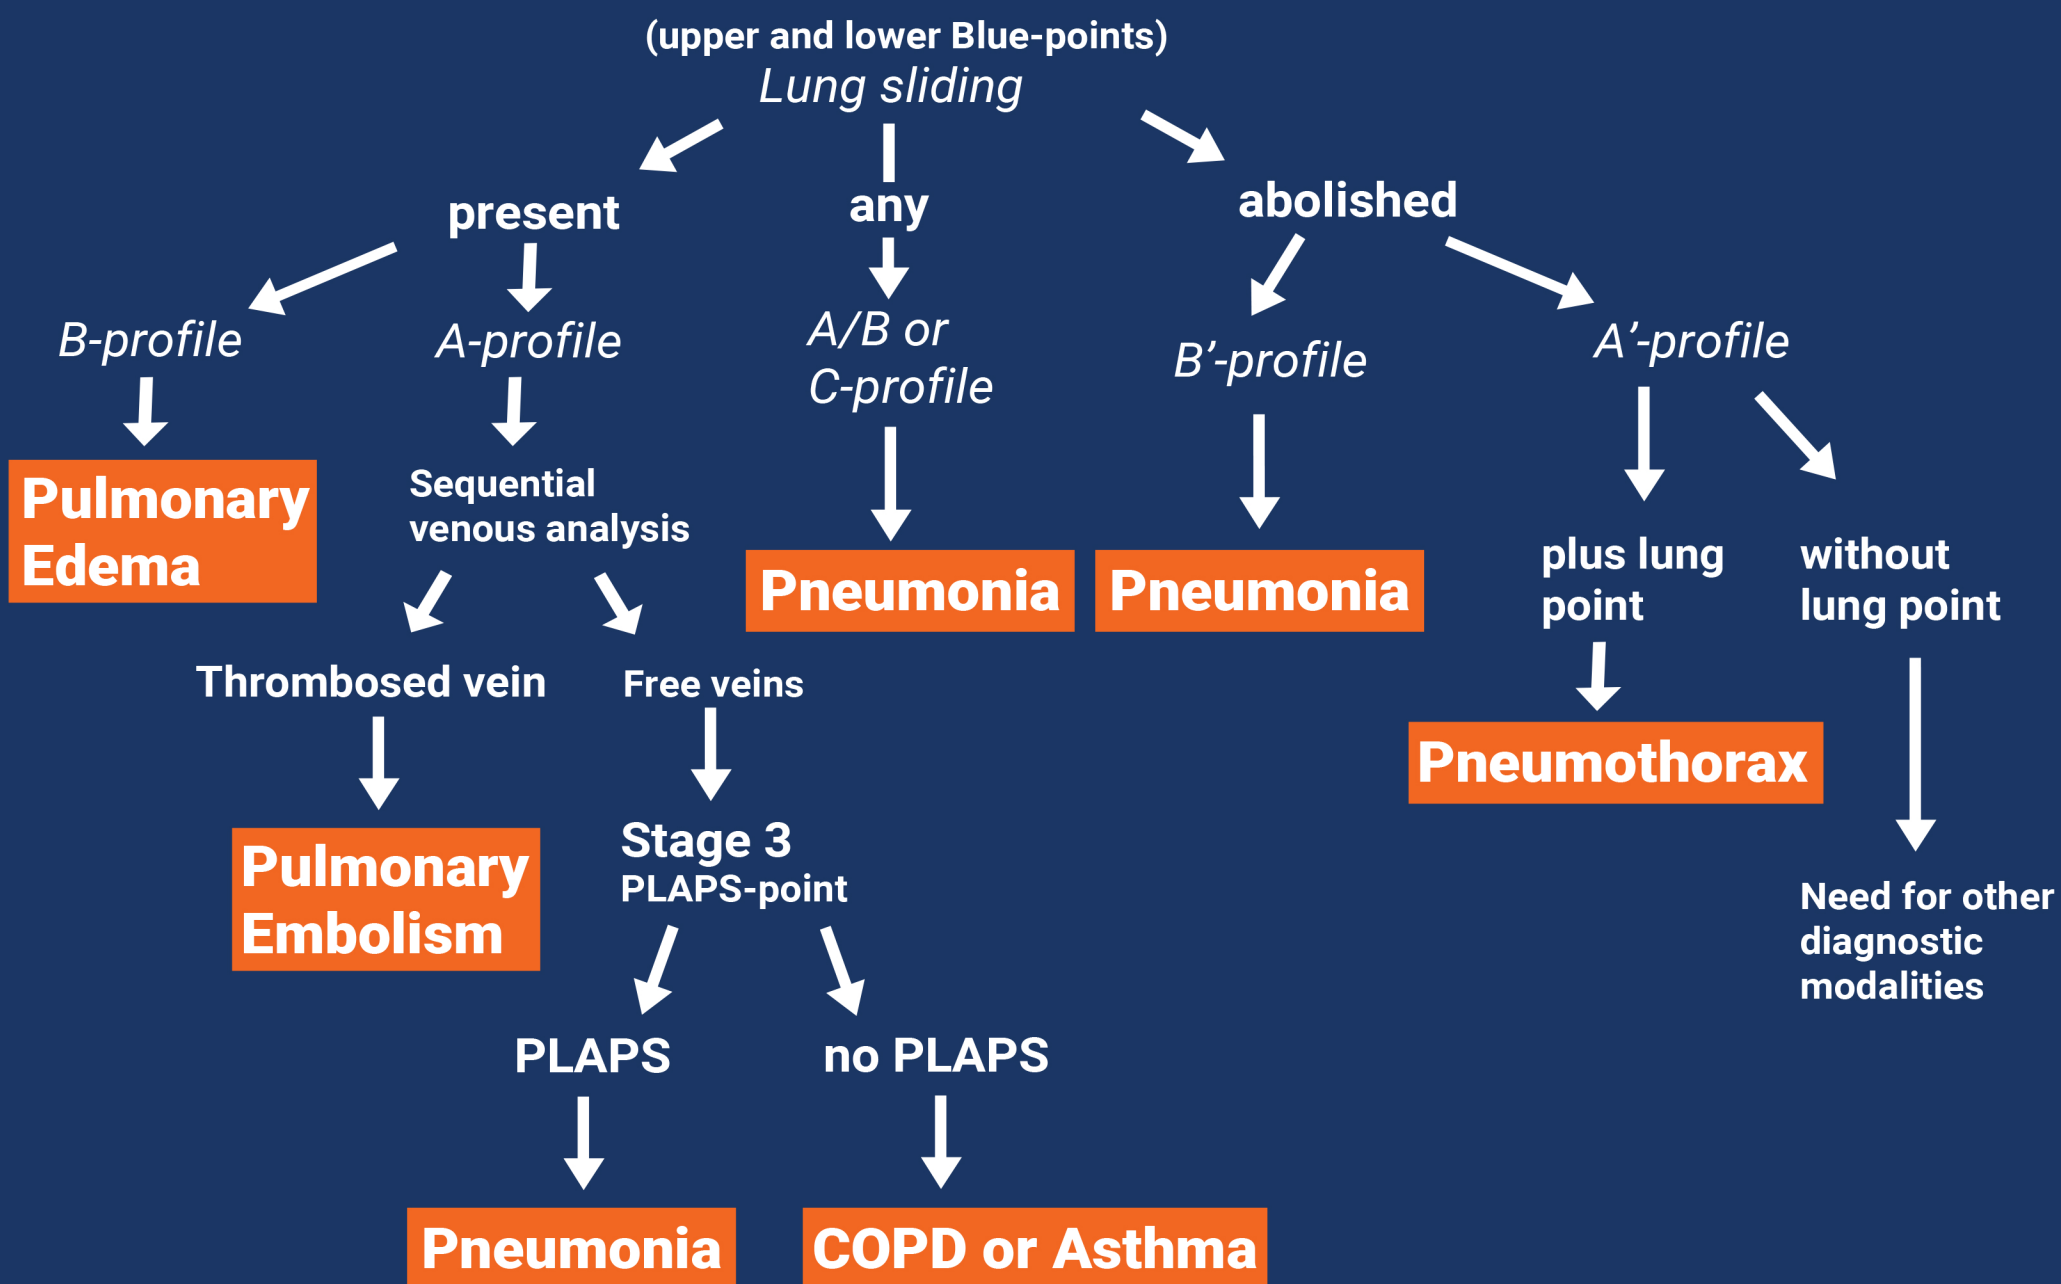 (upper and lower Blue-points)
Lung sliding
present
any
abolished
B-profile
A-profile
A/B or
C-profile
B’-profile
A’-profile
Pulmonary
Edema
Sequential
venous analysis
Pneumonia
Pneumonia
plus lung
point
without
lung point
Thrombosed vein
Free veins
Pneumothorax
Pulmonary
Embolism
Stage 3
PLAPS-point
Need for other
diagnostic
modalities
PLAPS
no PLAPS
Pneumonia
COPD or Asthma